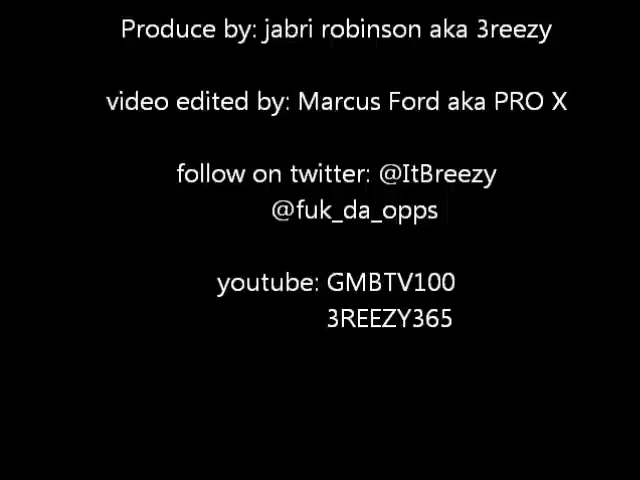 Produce by: jabri robinson aka 3reezy
video edited by: Marcus Ford aka PRO X
follow on twitter: @ItBreezy
@fuk_da_opps
youtube: GMBTV100
3REEZY365